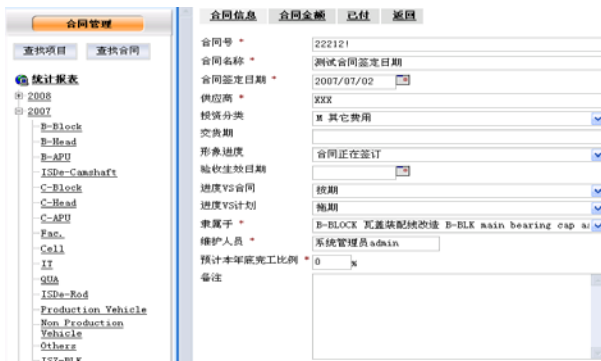 合同管理
查找项目 查找合同
统计报表
2008
2007
B-Block
B-Head
B-APU
ISDe-Camshaft
C-Block
C-Head
C-APU
Fac.
Cell
IT
QUA
ISDe-Rod
Production Vehicle
Non Production
Vehicle
Others
ISZ-BLK
合同信息 合同金额 已付 返回
合同号 * 22212!
合同名称 * 测试合同签定日期
合同签定日期 * 2007/07/02
供应商 * XXX
投资分类 M 其它费用
交货期
形象进度 合同正在签订
验收生效日期
进度VS合同 按期
进度VS计划 拖期
隶属于 * B-BLOCK 瓦盖装配线改造 B-BLK main bearing cap a
维护人员 * 系统管理员admin
预计本年底完工比例 * 0 %
备注